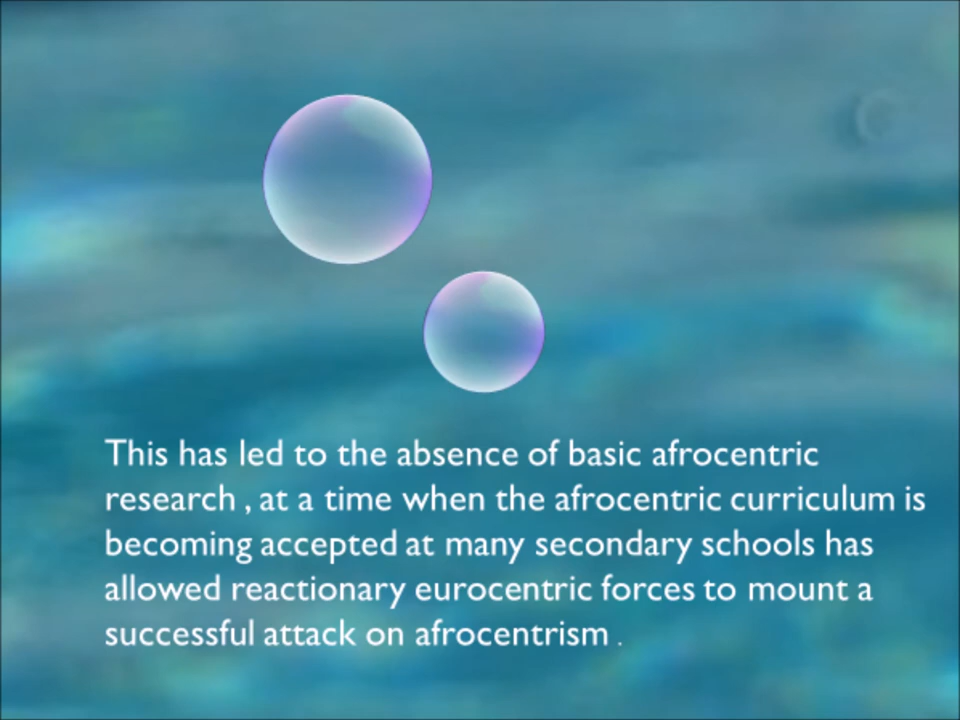 This has led to the absence of basic afrocentric
research , at a time when the afrocentric curriculum is
becoming accepted at many secondary schools has
allowed reactionary eurocentric forces to mount a
successful attack on afrocentrism .